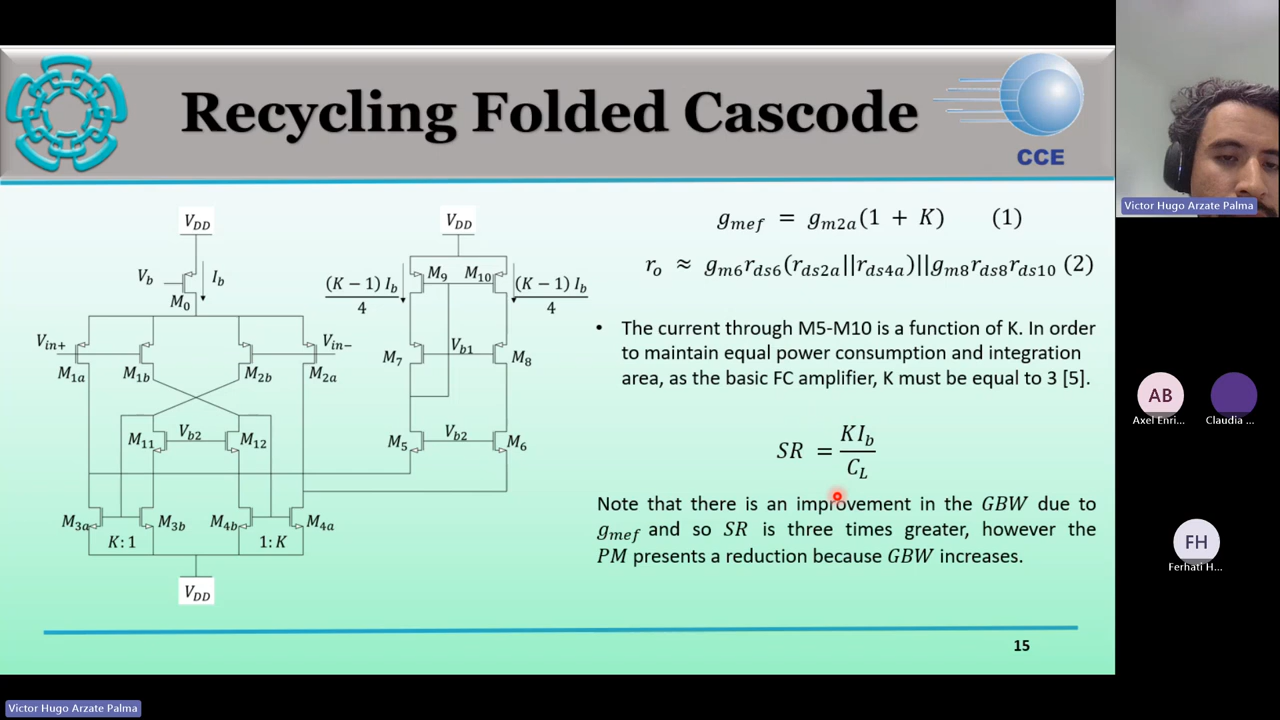 Recycling Folded Cascode
CCE
V_DD
V_DD
V_b
I_b
M_0
(K − 1) I_b / 4
M_9
M_10
(K − 1) I_b / 4
V_in+
V_in−
M_1a
M_1b
M_2b
M_2a
M_7
V_b1
M_8
M_11
V_b2
M_12
M_5
V_b2
M_6
M_3a
M_3b
M_4b
M_4a
K: 1
1: K
V_DD
g_mef = g_m2a(1 + K) (1)
r_o ≈ g_m6r_ds6(r_ds2a||r_ds4a)||g_m8r_ds8r_ds10 (2)
• The current through M5-M10 is a function of K. In order
to maintain equal power consumption and integration
area, as the basic FC amplifier, K must be equal to 3 [5].
SR = KI_b / C_L
Note that there is an improvement in the GBW due to
g_mef and so SR is three times greater, however the
PM presents a reduction because GBW increases.
15
Victor Hugo Arzate Palma
AB
Axel Enri...
Claudia ...
FH
Ferhati H...
Victor Hugo Arzate Palma